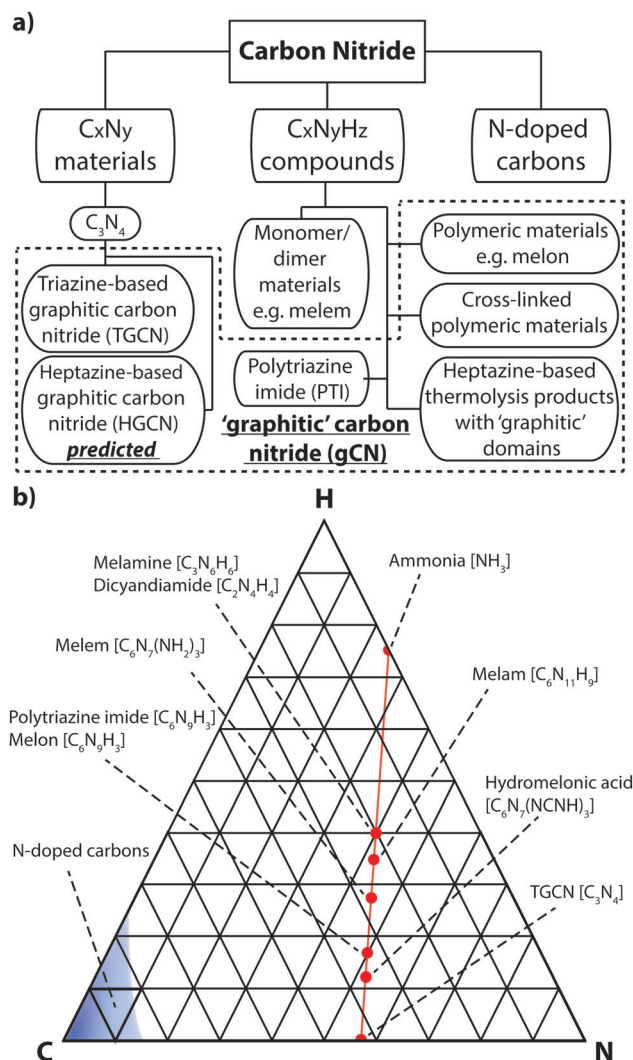 a)
Carbon Nitride
CxNy
materials
CxNyHz
compounds
N-doped
carbons
C₃N₄
Monomer/
dimer
materials
e.g. melem
Polymeric materials
e.g. melon
Triazine-based
graphitic carbon
nitride (TGCN)
Cross-linked
polymeric materials
Heptazine-based
graphitic carbon
nitride (HGCN)
predicted
Polytriazine
imide (PTI)
Heptazine-based
thermolysis products
with 'graphitic'
domains
'graphitic' carbon
nitride (gCN)
b)
H
Melamine [C₃N₆H₆]
Dicyandiamide [C₂N₄H₄]
Ammonia [NH₃]
Melem [C₆N₇(NH₂)₃]
Melam [C₆N₁₁H₉]
Polytriazine imide [C₆N₉H₃]
Melon [C₆N₉H₃]
Hydromelonic acid
[C₆N₇(NCNH)₃]
N-doped carbons
TGCN [C₃N₄]
C
N